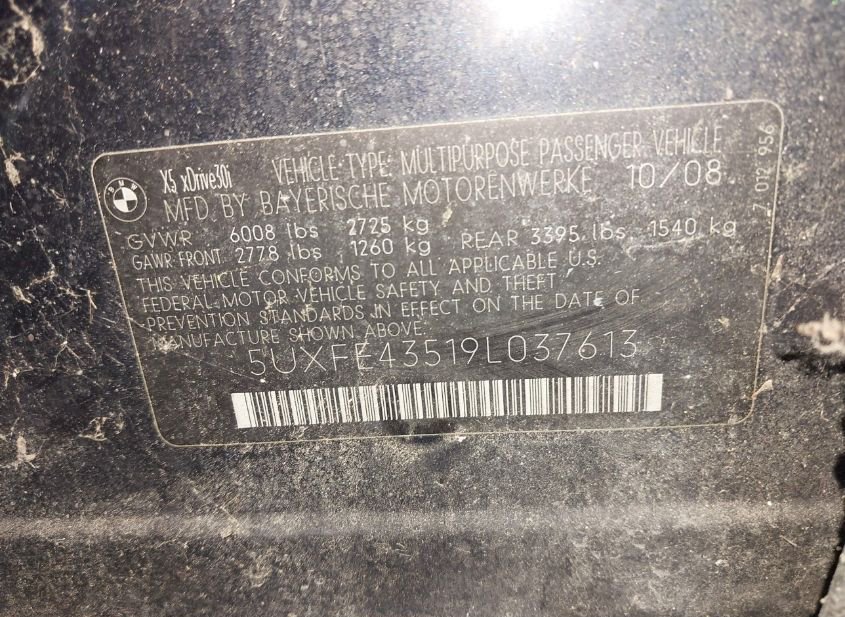 BMW
X5 xDrive30i VEHICLE TYPE: MULTIPURPOSE PASSENGER VEHICLE
MFD. BY BAYERISCHE MOTORENWERKE 10/08
GVWR 6008 lbs 2725 kg
GAWR FRONT 2778 lbs 1260 kg REAR 3395 lbs 1540 kg
THIS VEHICLE CONFORMS TO ALL APPLICABLE U.S.
FEDERAL MOTOR VEHICLE SAFETY AND THEFT
PREVENTION STANDARDS IN EFFECT ON THE DATE OF
MANUFACTURE SHOWN ABOVE:
5UXFE43519L037613
7 012 956